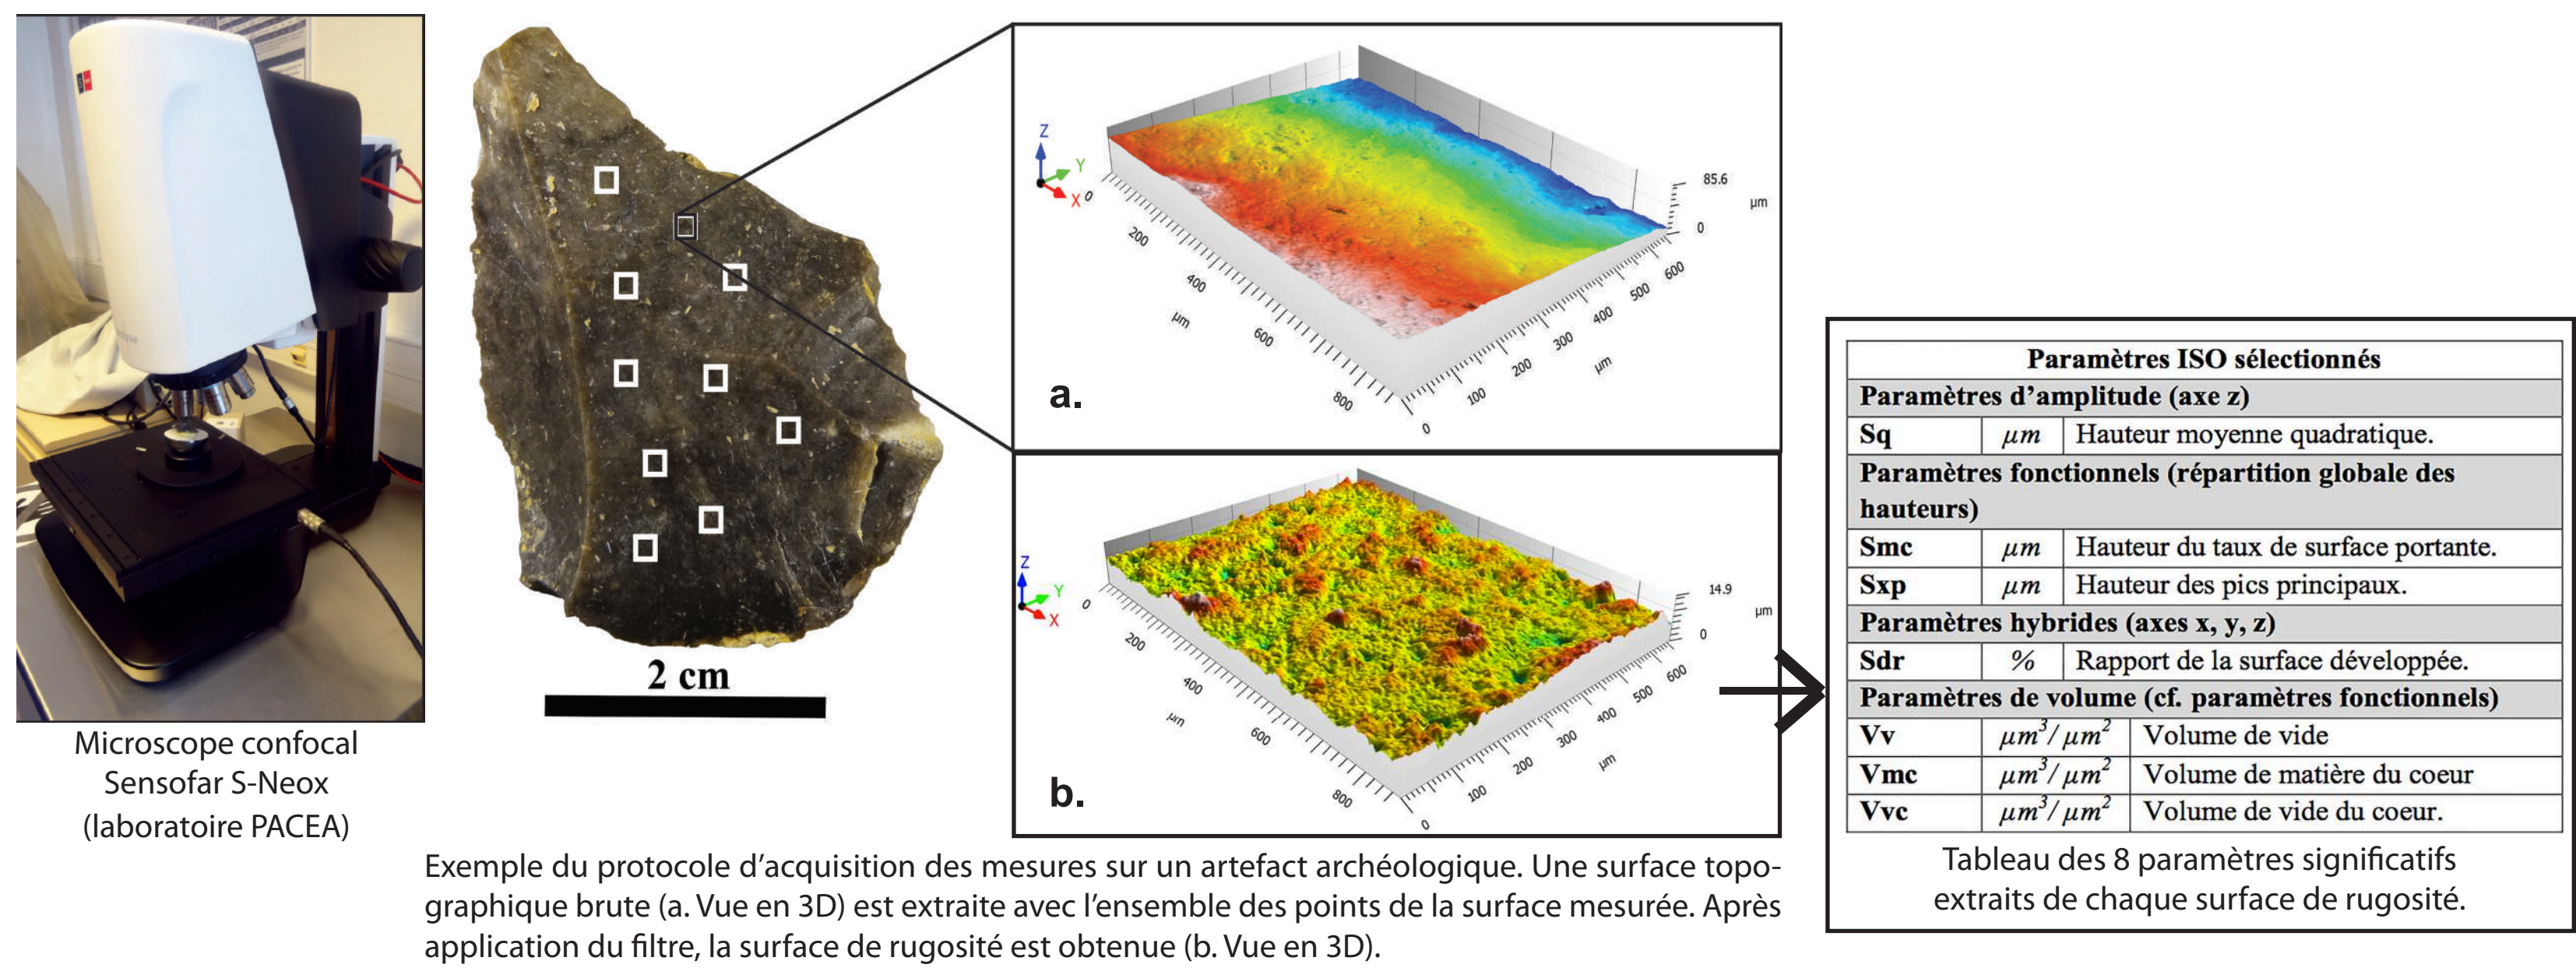 Microscope confocal
Sensofar S-Neox
(laboratoire PACEA)
2 cm
a.
Z
Y
X
0
200
400
600
800
µm
0
100
200
300
400
500
600
µm
85.6
0
µm
b.
Z
Y
X
0
200
400
600
800
µm
0
100
200
300
400
500
600
µm
14.9
0
µm
Exemple du protocole d’acquisition des mesures sur un artefact archéologique. Une surface topo-
graphique brute (a. Vue en 3D) est extraite avec l’ensemble des points de la surface mesurée. Après
application du filtre, la surface de rugosité est obtenue (b. Vue en 3D).
Paramètres ISO sélectionnés
Paramètres d’amplitude (axe z)
Sq µm Hauteur moyenne quadratique.
Paramètres fonctionnels (répartition globale des
hauteurs)
Smc µm Hauteur du taux de surface portante.
Sxp µm Hauteur des pics principaux.
Paramètres hybrides (axes x, y, z)
Sdr % Rapport de la surface développée.
Paramètres de volume (cf. paramètres fonctionnels)
Vv µm³/µm² Volume de vide
Vmc µm³/µm² Volume de matière du coeur
Vvc µm³/µm² Volume de vide du coeur.
Tableau des 8 paramètres significatifs
extraits de chaque surface de rugosité.